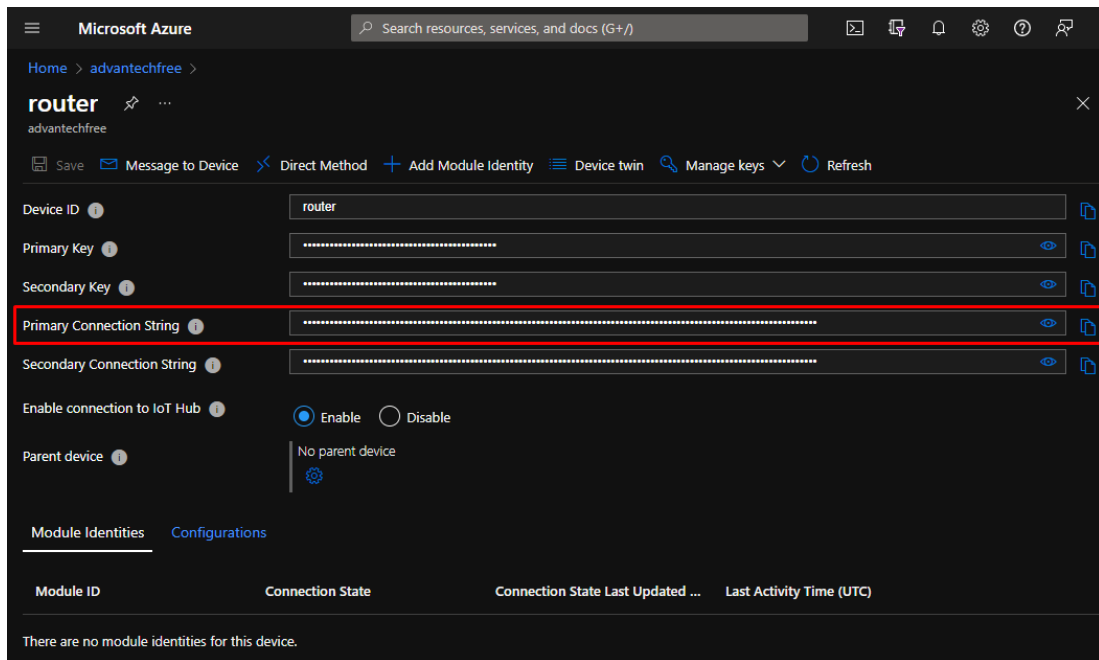 Microsoft Azure
Search resources, services, and docs (G+/)
Home > advantechfree >
router ...
advantechfree
Save Message to Device Direct Method Add Module Identity Device twin Manage keys Refresh
Device ID router
Primary Key ••••••••••••••••••••••••••••••••••••••••••••
Secondary Key ••••••••••••••••••••••••••••••••••••••••••••
Primary Connection String
Secondary Connection String
Enable connection to IoT Hub Enable Disable
Parent device No parent device
Module Identities Configurations
Module ID Connection State Connection State Last Updated ... Last Activity Time (UTC)
There are no module identities for this device.